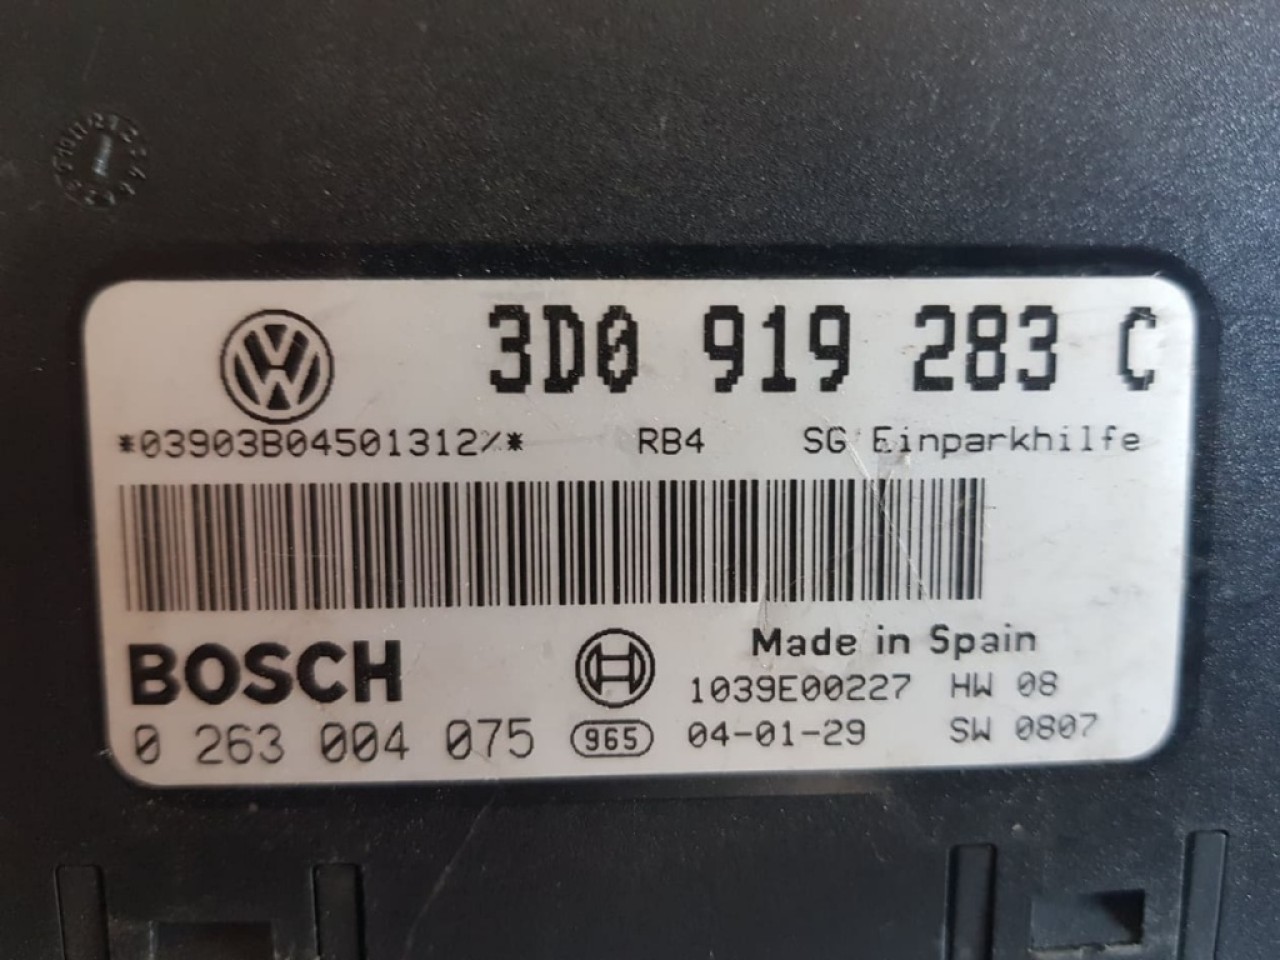 3D0 919 283 C
*03903B04501312%* RB4 SG Einparkhilfe
BOSCH
Made in Spain
1039E00227 HW 08
0 263 004 075 965 04-01-29 SW 0807